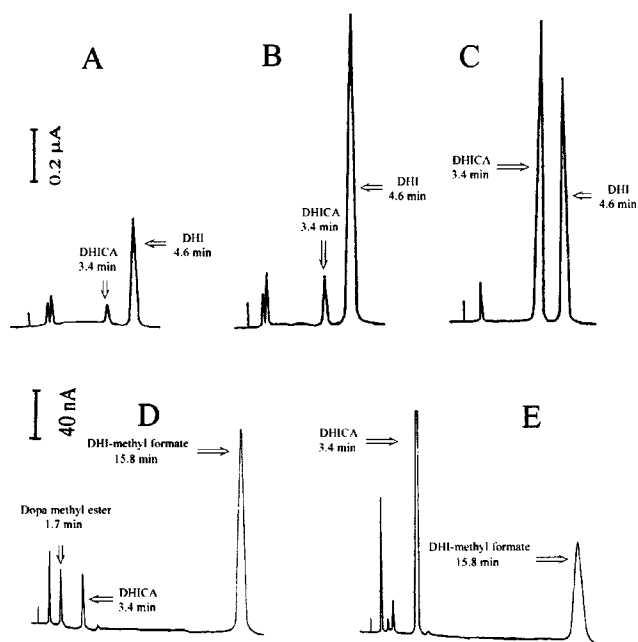 A
B
C
0.2 μA
DHICA
3.4 min
DHI
4.6 min
DHICA
3.4 min
DHI
4.6 min
DHICA
3.4 min
DHI
4.6 min
40 nA
D
E
DHI-methyl formate
15.8 min
Dopa methyl ester
1.7 min
DHICA
3.4 min
DHICA
3.4 min
DHI-methyl formate
15.8 min